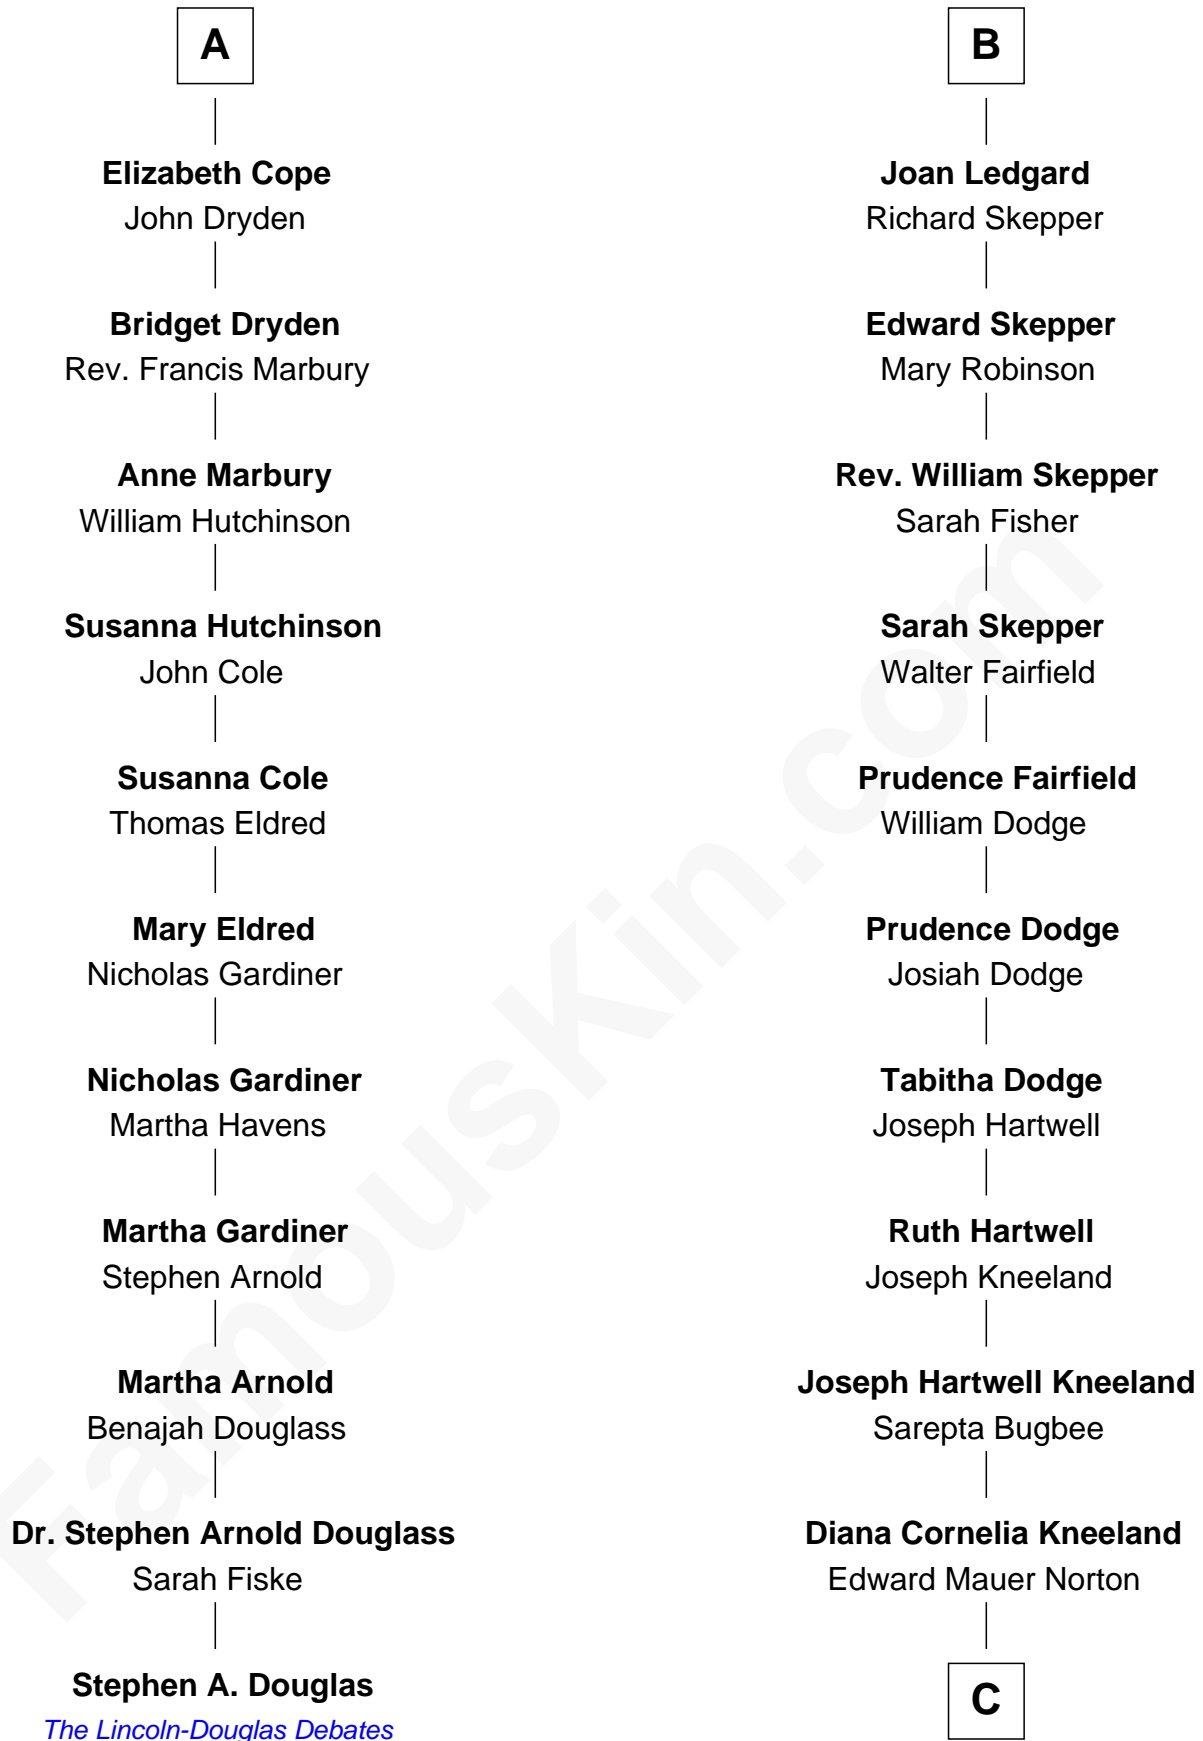 A
Elizabeth Cope
John Dryden
Bridget Dryden
Rev. Francis Marbury
Anne Marbury
William Hutchinson
Susanna Hutchinson
John Cole
Susanna Cole
Thomas Eldred
Mary Eldred
Nicholas Gardiner
Nicholas Gardiner
Martha Havens
Martha Gardiner
Stephen Arnold
Martha Arnold
Benajah Douglass
Dr. Stephen Arnold Douglass
Sarah Fiske
Stephen A. Douglas
The Lincoln-Douglas Debates
B
Joan Ledgard
Richard Skepper
Edward Skepper
Mary Robinson
Rev. William Skepper
Sarah Fisher
Sarah Skepper
Walter Fairfield
Prudence Fairfield
William Dodge
Prudence Dodge
Josiah Dodge
Tabitha Dodge
Joseph Hartwell
Ruth Hartwell
Joseph Kneeland
Joseph Hartwell Kneeland
Sarepta Bugbee
Diana Cornelia Kneeland
Edward Mauer Norton
C
FamousKin.com